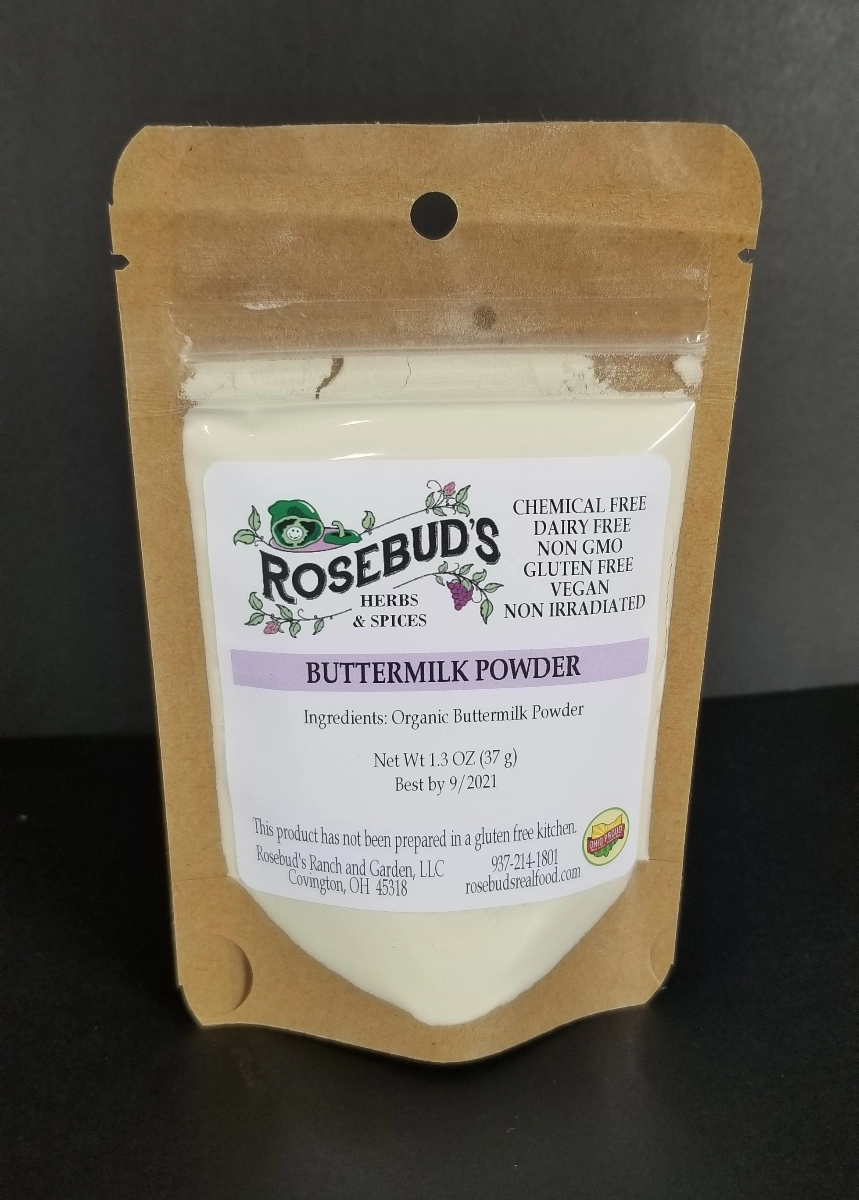 ROSEBUD'S
HERBS
& SPICES
CHEMICAL FREE
DAIRY FREE
NON GMO
GLUTEN FREE
VEGAN
NON IRRADIATED
BUTTERMILK POWDER
Ingredients: Organic Buttermilk Powder
Net Wt 1.3 OZ (37 g)
Best by 9/2021
This product has not been prepared in a gluten free kitchen.
Rosebud's Ranch and Garden, LLC
Covington, OH 45318
937-214-1801
rosebudsrealfood.com
OHIO PROUD